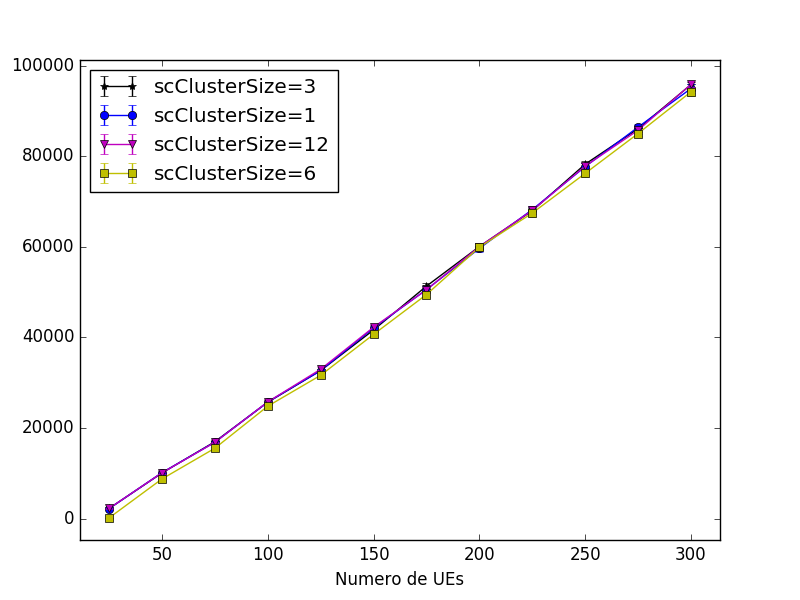 100000
80000
60000
40000
20000
0
scClusterSize=3
scClusterSize=1
scClusterSize=12
scClusterSize=6
50 100 150 200 250 300
Numero de UEs